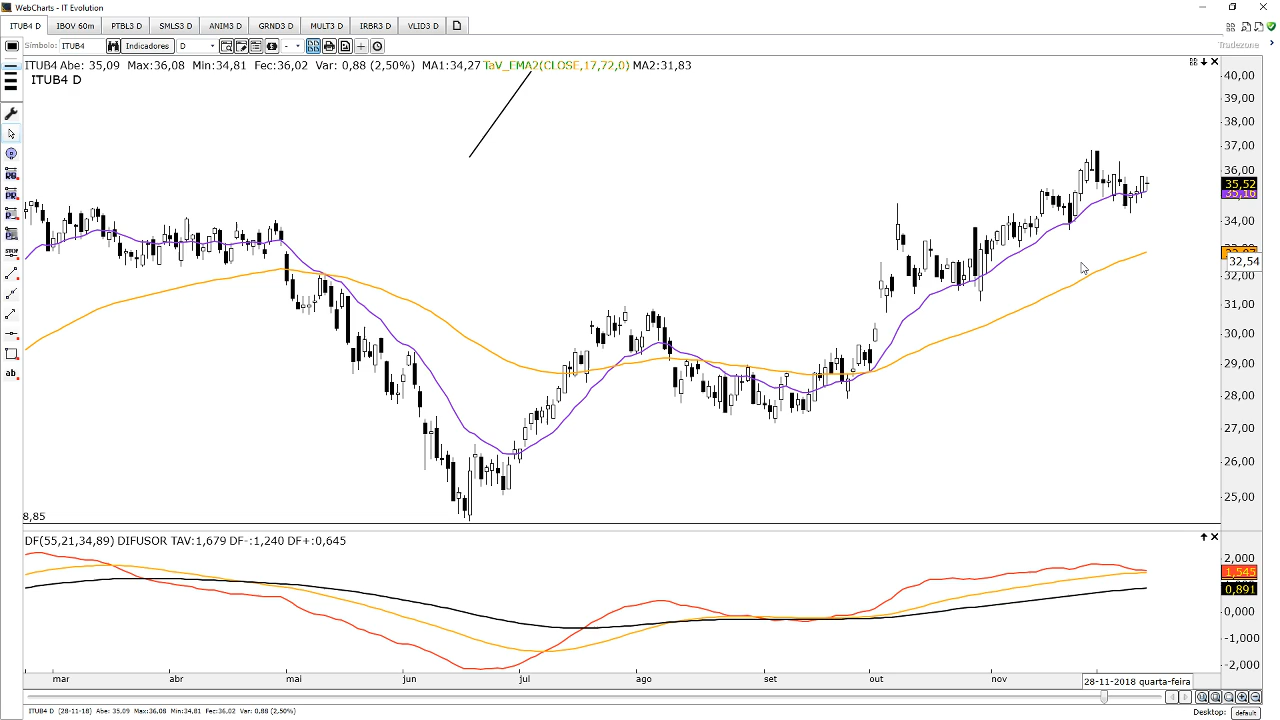 WebCharts - IT Evolution
ITUB4 D IBOV 60m PTBL3 D SMLS3 D ANIM3 D GRND3 D MULT3 D IRBR3 D VLID3 D
Símbolo: ITUB4 Indicadores D - Tradezone
ITUB4 Abe: 35,09 Max:36,08 Min:34,81 Fec:36,02 Var: 0,88 (2,50%) MA1:34,27 TaV_EMA2(CLOSE,17,72,0) MA2:31,83
ITUB4 D
40,00
39,00
38,00
37,00
36,00
35,52
35,16
34,00
32,54
32,00
31,00
30,00
29,00
28,00
27,00
26,00
25,00
8,85
STOP
ab
DF(55,21,34,89) DIFUSOR TAV:1,679 DF-:1,240 DF+:0,645
2,000
1,545
0,891
0,000
-1,000
-2,000
mar abr mai jun jul ago set out nov 28-11-2018 quarta-feira
ITUB4 D (28-11-18) Abe: 35,09 Max:36,08 Min:34,81 Fec:36,02 Var: 0,88 (2,50%) Desktop: default